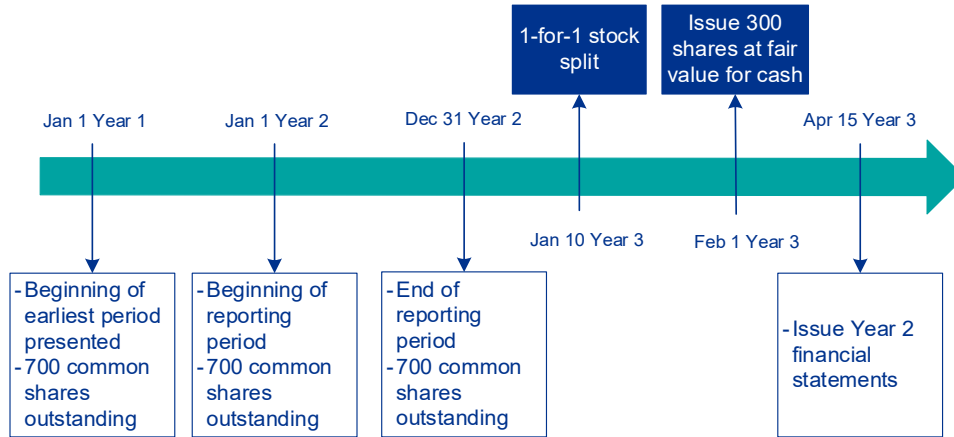 1-for-1 stock
split
Issue 300
shares at fair
value for cash
Jan 1 Year 1
Jan 1 Year 2
Dec 31 Year 2
Apr 15 Year 3
Jan 10 Year 3
Feb 1 Year 3
-Beginning of
earliest period
presented
-700 common
shares
outstanding
-Beginning of
reporting
period
-700 common
shares
outstanding
-End of
reporting
period
-700 common
shares
outstanding
-Issue Year 2
financial
statements